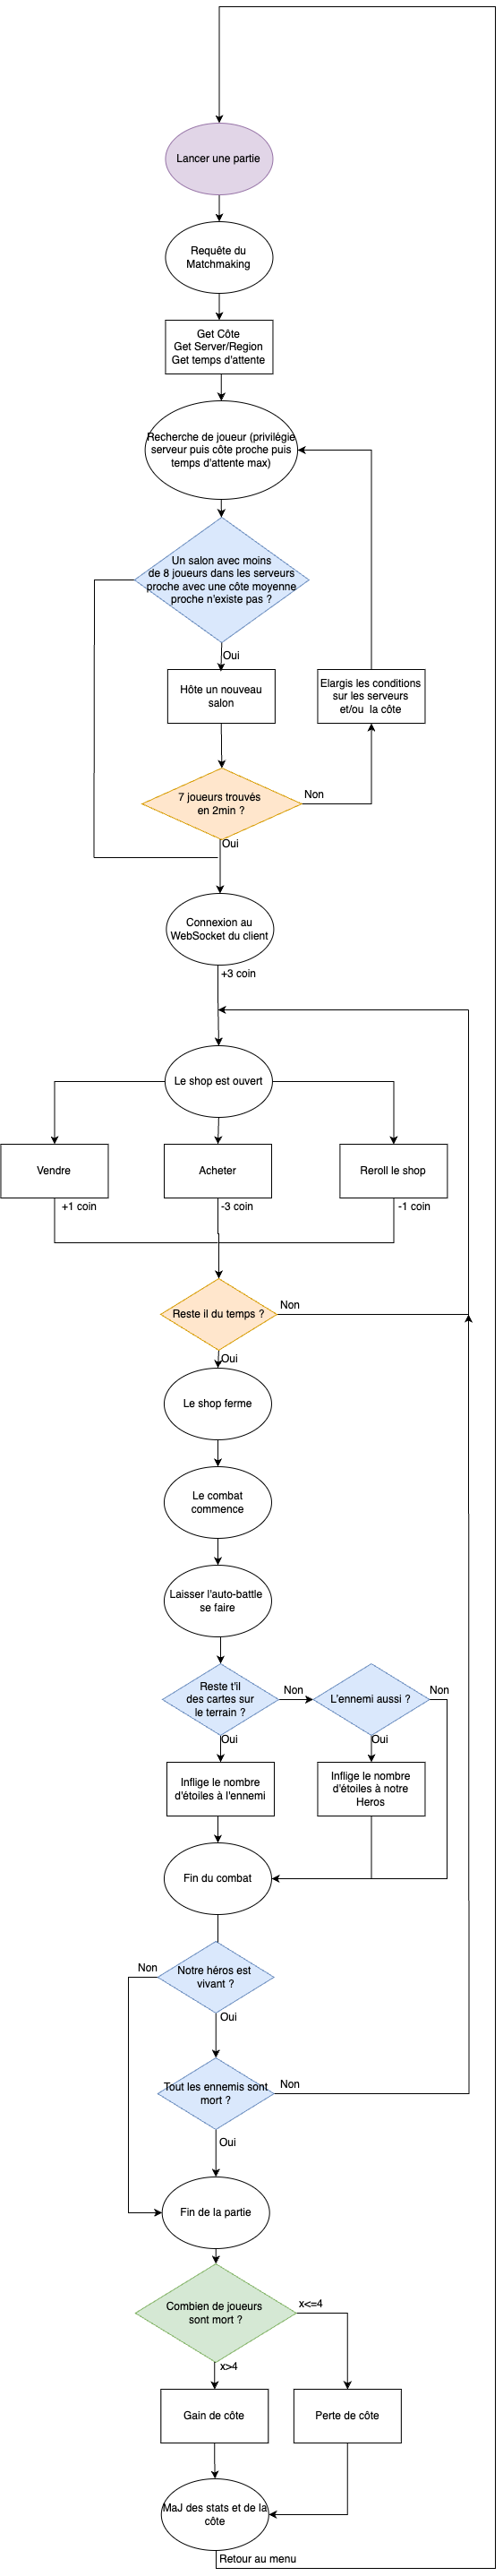 Lancer une partie
Requête du
Matchmaking
Get Côte
Get Server/Region
Get temps d'attente
Recherche de joueur (privilégie
serveur puis côte proche puis
temps d'attente max)
Un salon avec moins
de 8 joueurs dans les serveurs
proche avec une côte moyenne
proche n'existe pas ?
Oui
Hôte un nouveau
salon
Elargis les conditions
sur les serveurs
et/ou la côte
7 joueurs trouvés
en 2min ?
Non
Oui
Connexion au
WebSocket du client
+3 coin
Le shop est ouvert
Vendre
Acheter
Reroll le shop
+1 coin
-3 coin
-1 coin
Reste il du temps ?
Non
Oui
Le shop ferme
Le combat
commence
Laisser l'auto-battle
se faire
Reste t'il
des cartes sur
le terrain ?
Non
L'ennemi aussi ?
Non
Oui
Oui
Inflige le nombre
d'étoiles à l'ennemi
Inflige le nombre
d'étoiles à notre
Heros
Fin du combat
Notre héros est
vivant ?
Non
Oui
Tout les ennemis sont
mort ?
Non
Oui
Fin de la partie
Combien de joueurs
sont mort ?
x<=4
x>4
Gain de côte
Perte de côte
MaJ des stats et de la
côte
Retour au menu